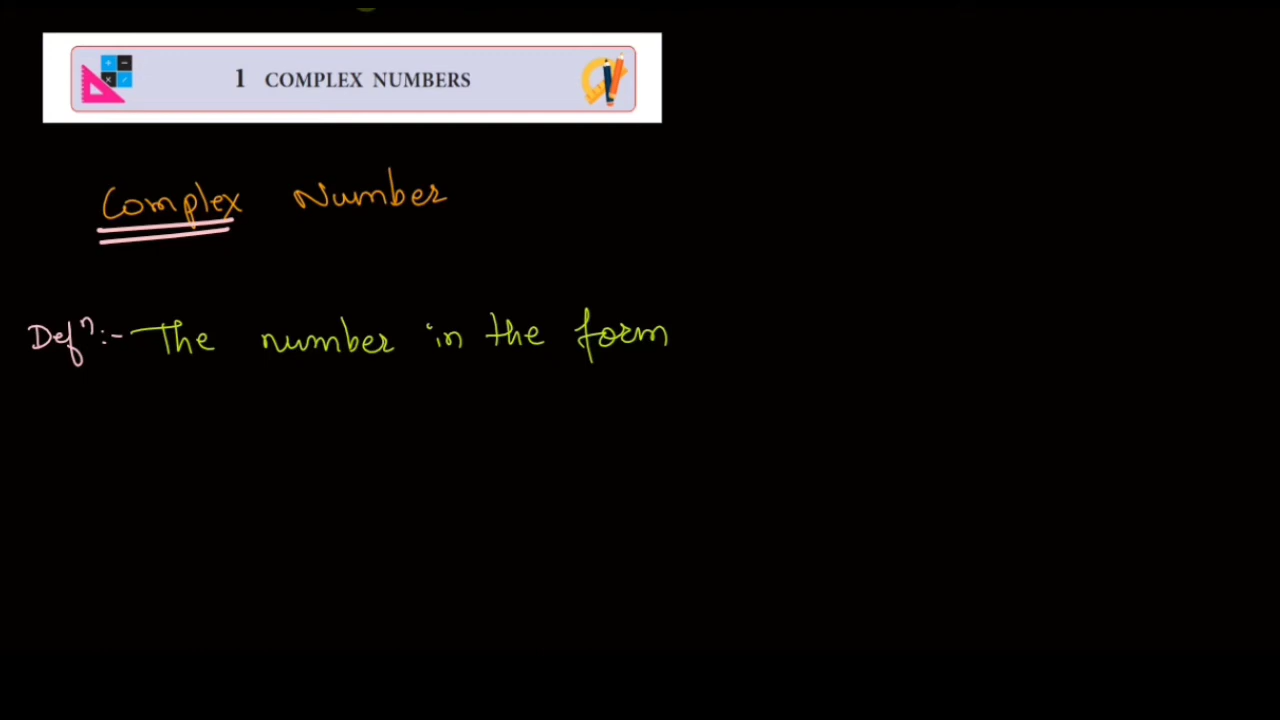 1 COMPLEX NUMBERS
Complex Number
Defⁿ:- The number in the form